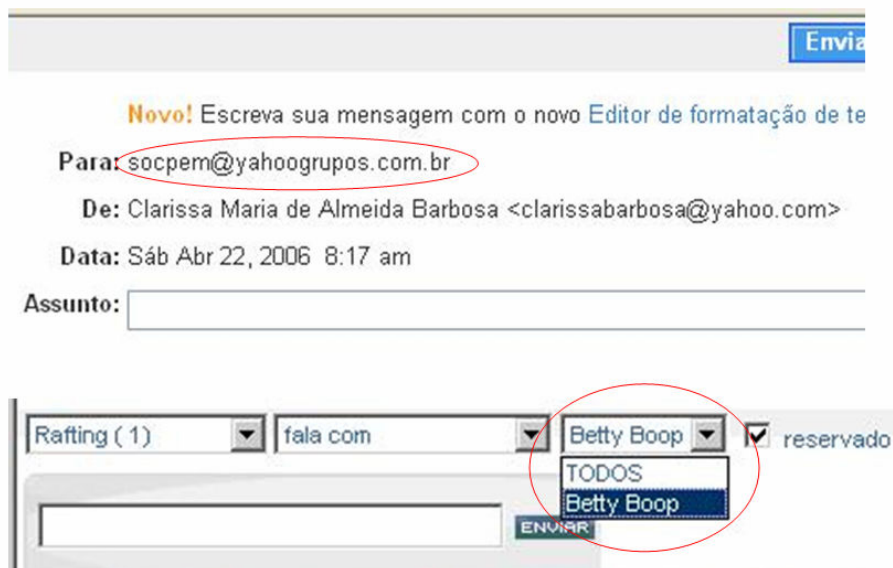 Envia
Novo! Escreva sua mensagem com o novo Editor de formatação de te
Para: socpem@yahoogrupos.com.br
De: Clarissa Maria de Almeida Barbosa <clarissabarbosa@yahoo.com>
Data: Sáb Abr 22, 2006 8:17 am
Assunto:
Rafting ( 1) fala com Betty Boop reservado
TODOS
Betty Boop
ENVIAR